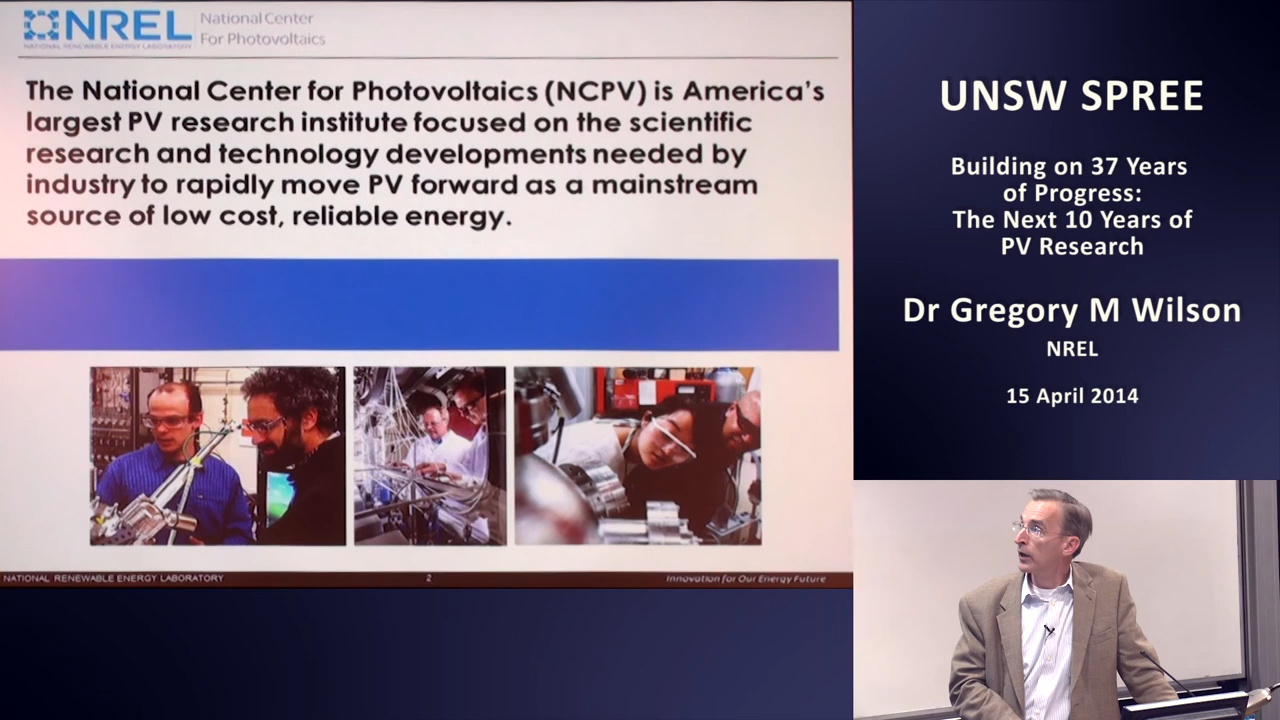 NREL
NATIONAL RENEWABLE ENERGY LABORATORY
National Center
For Photovoltaics
The National Center for Photovoltaics (NCPV) is America's
largest PV research institute focused on the scientific
research and technology developments needed by
industry to rapidly move PV forward as a mainstream
source of low cost, reliable energy.
NATIONAL RENEWABLE ENERGY LABORATORY
2
Innovation for Our Energy Future
UNSW SPREE
Building on 37 Years
of Progress:
The Next 10 Years of
PV Research
Dr Gregory M Wilson
NREL
15 April 2014